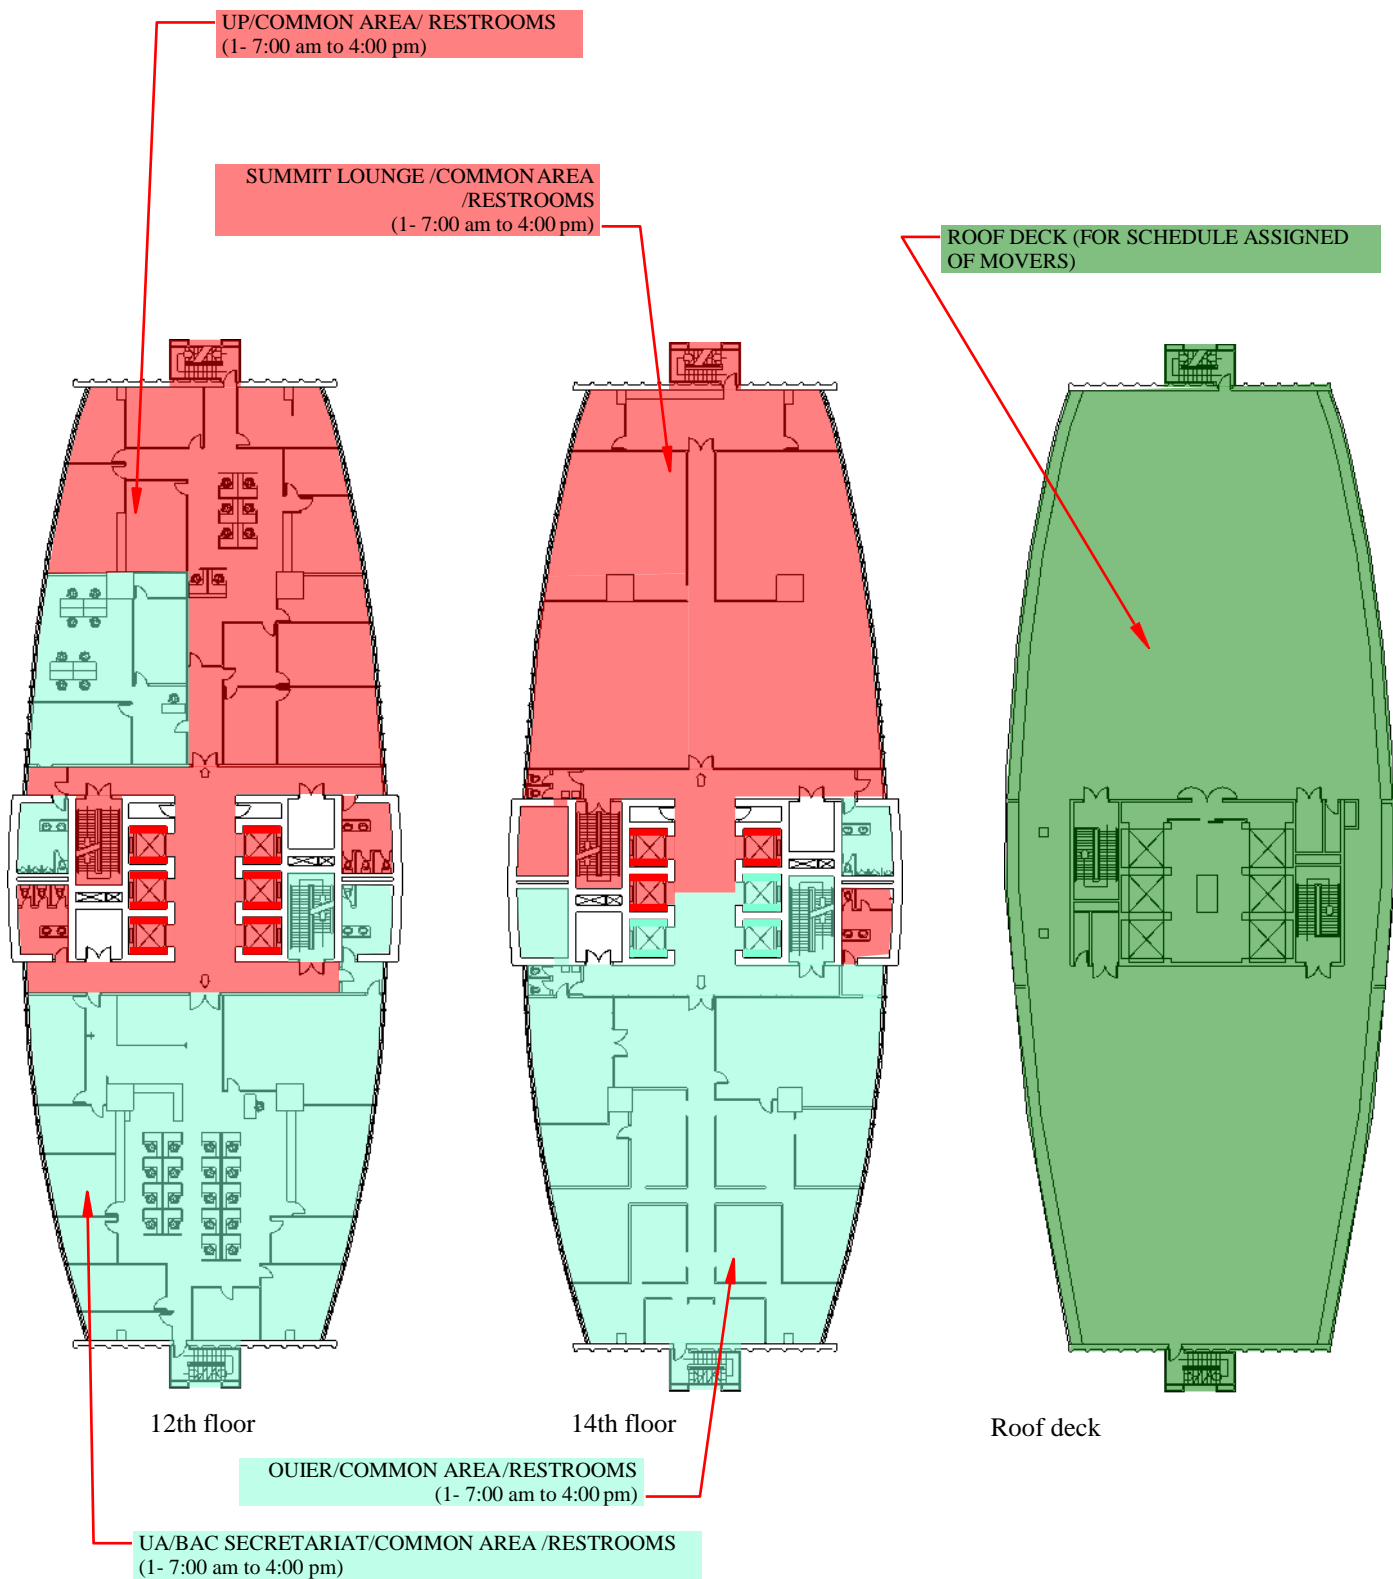 UP/COMMON AREA/ RESTROOMS
(1- 7:00 am to 4:00 pm)
SUMMIT LOUNGE /COMMON AREA
/RESTROOMS
(1- 7:00 am to 4:00 pm)
ROOF DECK (FOR SCHEDULE ASSIGNED
OF MOVERS)
12th floor
14th floor
Roof deck
OUIER/COMMON AREA/RESTROOMS
(1- 7:00 am to 4:00 pm)
UA/BAC SECRETARIAT/COMMON AREA /RESTROOMS
(1- 7:00 am to 4:00 pm)